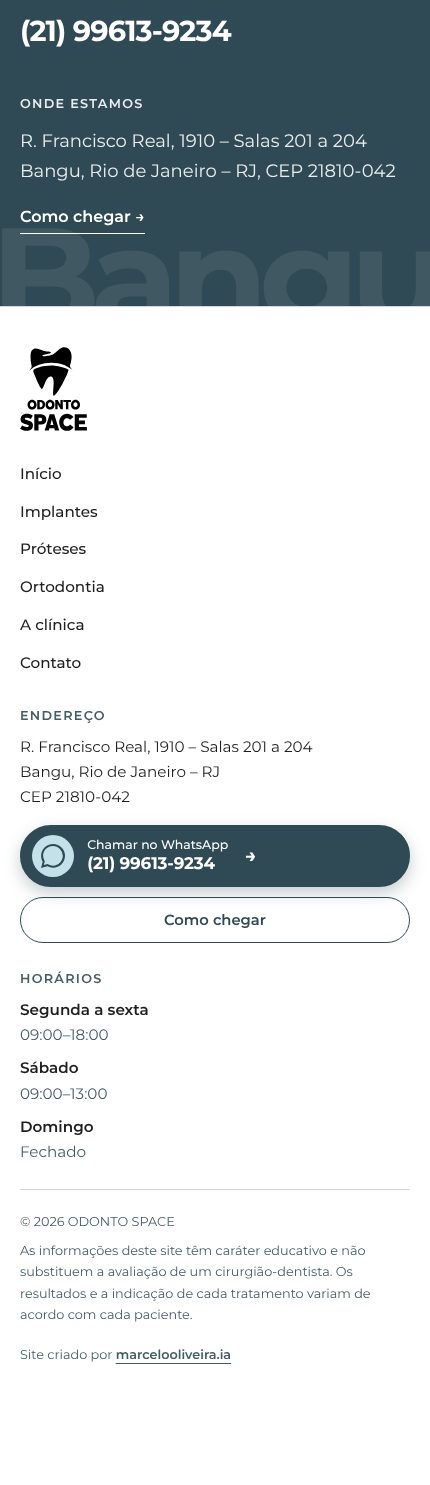 (21) 99613-9234
ONDE ESTAMOS
R. Francisco Real, 1910 – Salas 201 a 204
Bangu, Rio de Janeiro – RJ, CEP 21810-042
Como chegar →
Bangu
ODONTO
SPACE
Início
Implantes
Próteses
Ortodontia
A clínica
Contato
ENDEREÇO
R. Francisco Real, 1910 – Salas 201 a 204
Bangu, Rio de Janeiro – RJ
CEP 21810-042
Chamar no WhatsApp
(21) 99613-9234 →
Como chegar
HORÁRIOS
Segunda a sexta
09:00–18:00
Sábado
09:00–13:00
Domingo
Fechado
© 2026 ODONTO SPACE
As informações deste site têm caráter educativo e não
substituem a avaliação de um cirurgião-dentista. Os
resultados e a indicação de cada tratamento variam de
acordo com cada paciente.
Site criado por marcelooliveira.ia